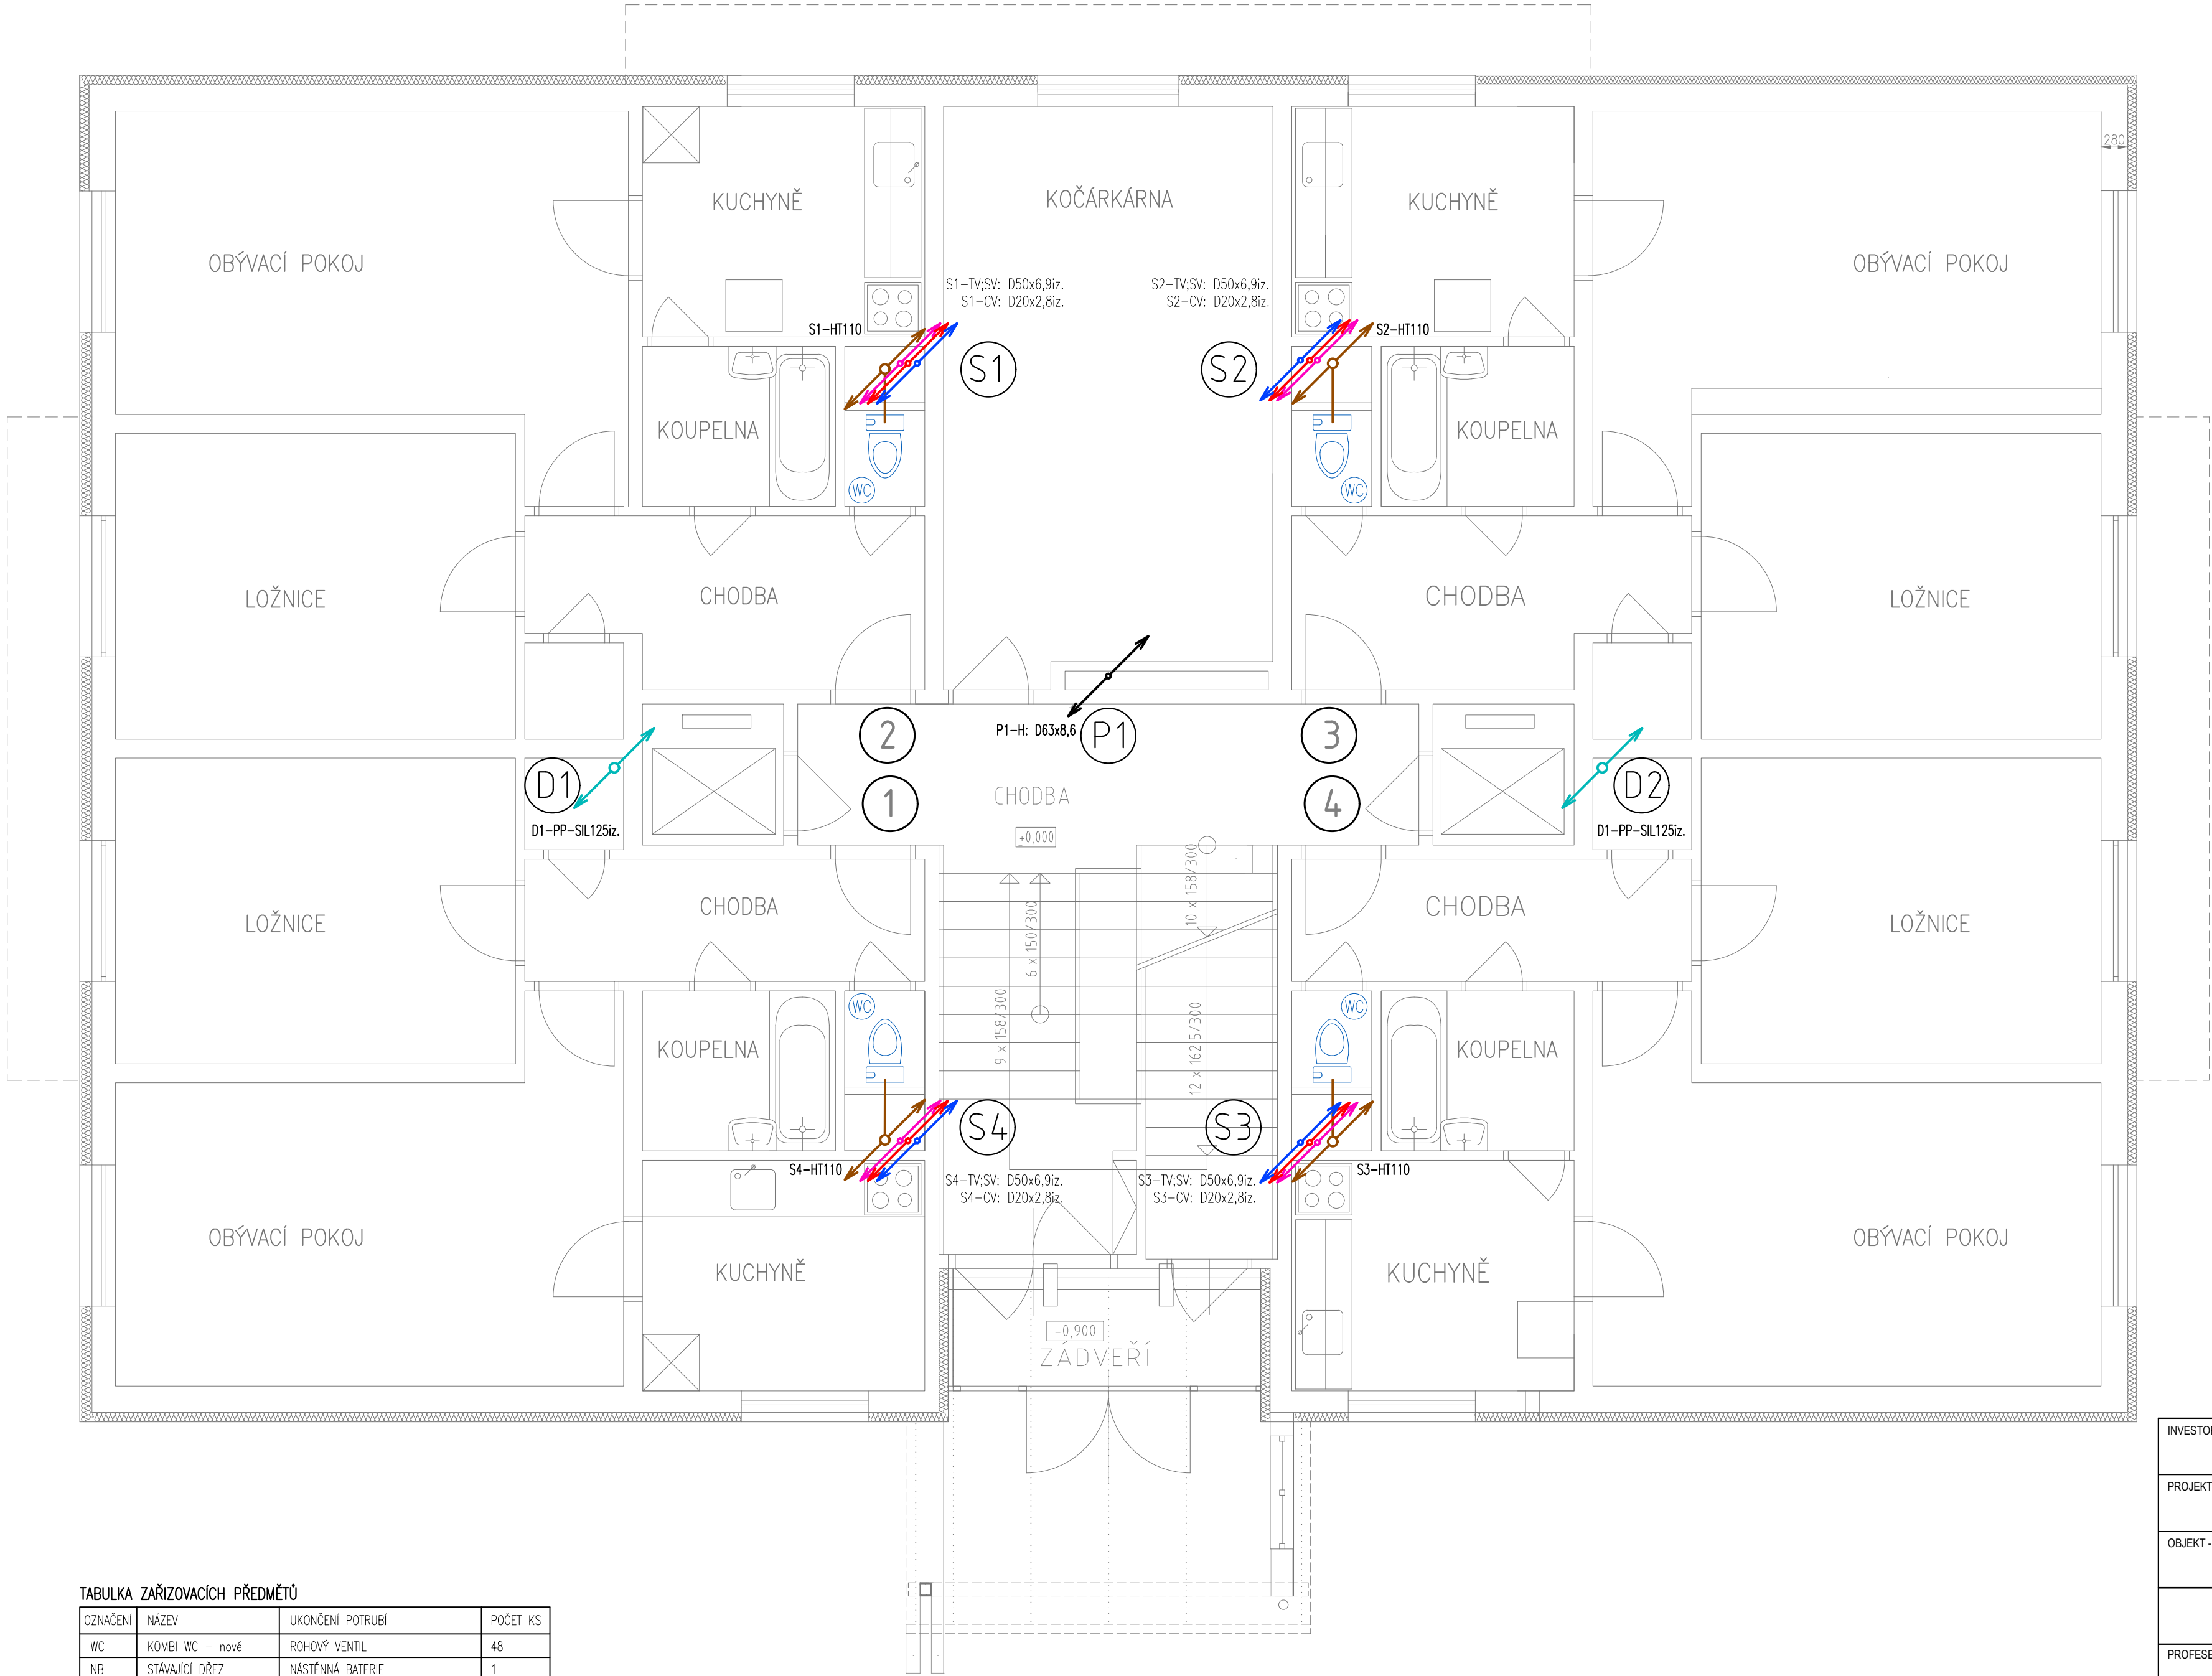 280
KUCHYNĚ
KOČÁRKÁRNA
KUCHYNĚ
OBÝVACÍ POKOJ
OBÝVACÍ POKOJ
S1-TV;SV: D50x6,9iz.
S1-CV: D20x2,8iz.
S2-TV;SV: D50x6,9iz.
S2-CV: D20x2,8iz.
S1-HT110
S2-HT110
S1
S2
KOUPELNA
KOUPELNA
WC
WC
LOŽNICE
CHODBA
CHODBA
LOŽNICE
P1-H: D63x8,6
P1
2
3
D1
1
CHODBA
4
D2
D1-PP-SIL125iz.
±0,000
D1-PP-SIL125iz.
10 x 158/300
6 x 150/300
9 x 158/300
12 x 162,5/300
LOŽNICE
CHODBA
CHODBA
LOŽNICE
WC
WC
KOUPELNA
KOUPELNA
S4
S3
S4-HT110
S3-HT110
S4-TV;SV: D50x6,9iz.
S4-CV: D20x2,8iz.
S3-TV;SV: D50x6,9iz.
S3-CV: D20x2,8iz.
OBÝVACÍ POKOJ
OBÝVACÍ POKOJ
KUCHYNĚ
KUCHYNĚ
-0,900
ZÁDVEŘÍ
TABULKA ZAŘIZOVACÍCH PŘEDMĚTŮ
OZNAČENÍ NÁZEV UKONČENÍ POTRUBÍ POČET KS
WC KOMBI WC - nové ROHOVÝ VENTIL 48
NB STÁVAJÍCÍ DŘEZ NÁSTĚNNÁ BATERIE 1
INVESTO
PROJEKT
OBJEKT -
PROFES